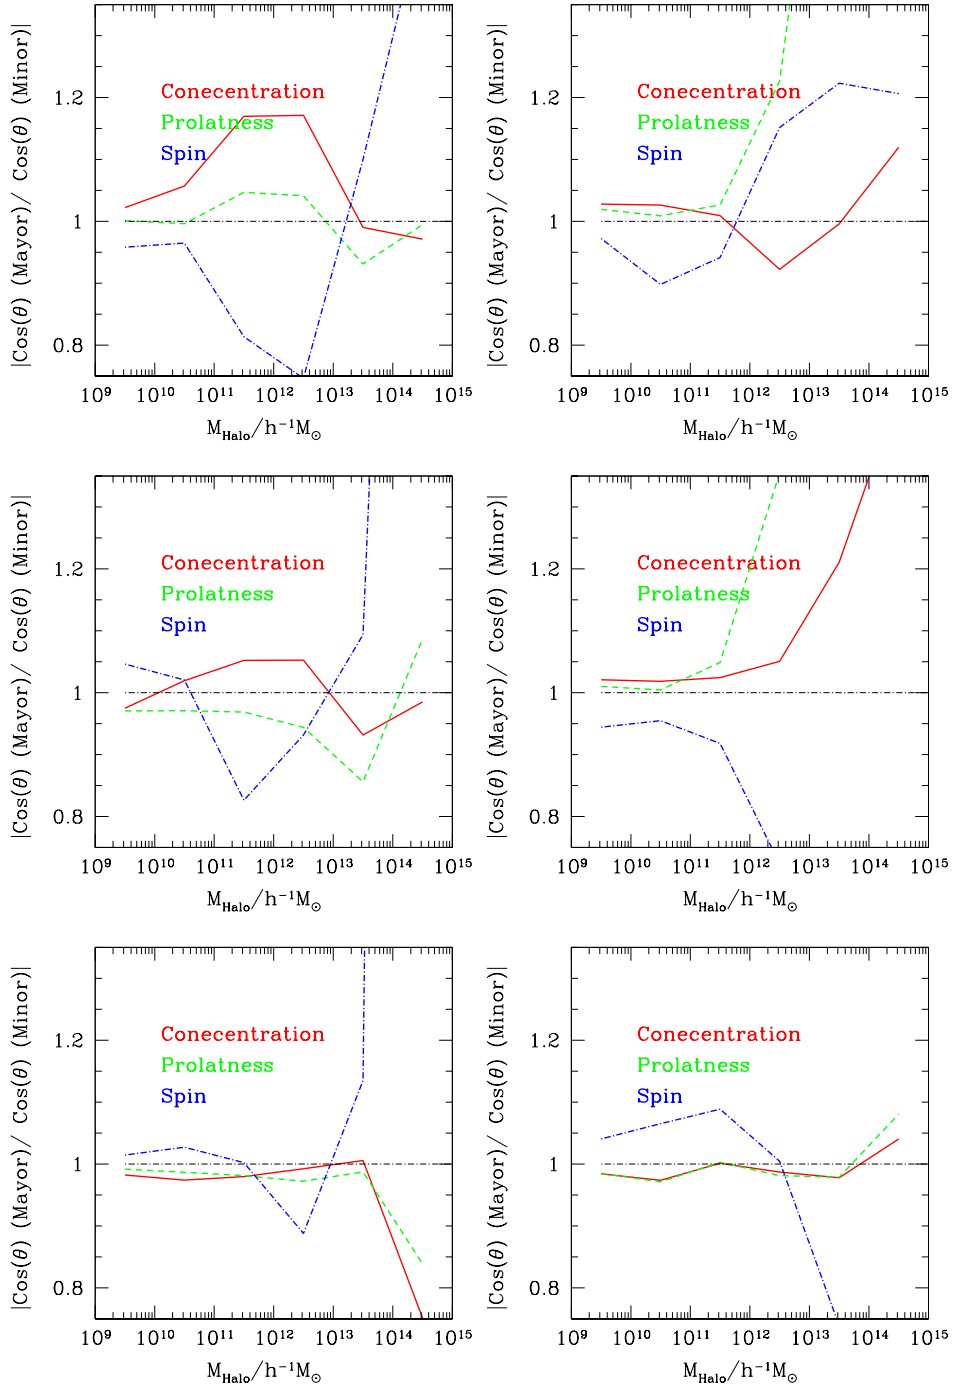 |Cos(θ) (Mayor)/ Cos(θ) (Minor)|
1.2
1
0.8
Conecentration
Prolatness
Spin
10⁹ 10¹⁰ 10¹¹ 10¹² 10¹³ 10¹⁴ 10¹⁵
M_Halo/h⁻¹M_⊙
|Cos(θ) (Mayor)/ Cos(θ) (Minor)|
1.2
1
0.8
Conecentration
Prolatness
Spin
10⁹ 10¹⁰ 10¹¹ 10¹² 10¹³ 10¹⁴ 10¹⁵
M_Halo/h⁻¹M_⊙
|Cos(θ) (Mayor)/ Cos(θ) (Minor)|
1.2
1
0.8
Conecentration
Prolatness
Spin
10⁹ 10¹⁰ 10¹¹ 10¹² 10¹³ 10¹⁴ 10¹⁵
M_Halo/h⁻¹M_⊙
|Cos(θ) (Mayor)/ Cos(θ) (Minor)|
1.2
1
0.8
Conecentration
Prolatness
Spin
10⁹ 10¹⁰ 10¹¹ 10¹² 10¹³ 10¹⁴ 10¹⁵
M_Halo/h⁻¹M_⊙
|Cos(θ) (Mayor)/ Cos(θ) (Minor)|
1.2
1
0.8
Conecentration
Prolatness
Spin
10⁹ 10¹⁰ 10¹¹ 10¹² 10¹³ 10¹⁴ 10¹⁵
M_Halo/h⁻¹M_⊙
|Cos(θ) (Mayor)/ Cos(θ) (Minor)|
1.2
1
0.8
Conecentration
Prolatness
Spin
10⁹ 10¹⁰ 10¹¹ 10¹² 10¹³ 10¹⁴ 10¹⁵
M_Halo/h⁻¹M_⊙